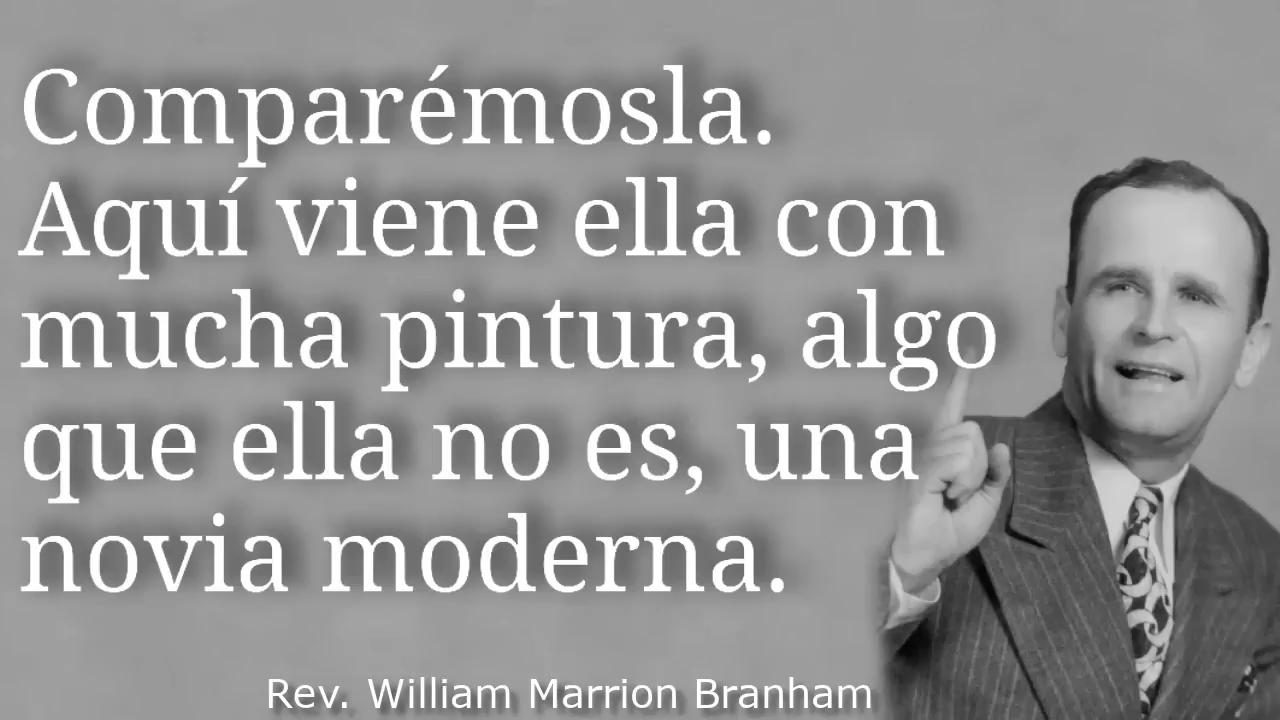 Comparémosla.
Aquí viene ella con
mucha pintura, algo
que ella no es, una
novia moderna.
Rev. William Marrion Branham